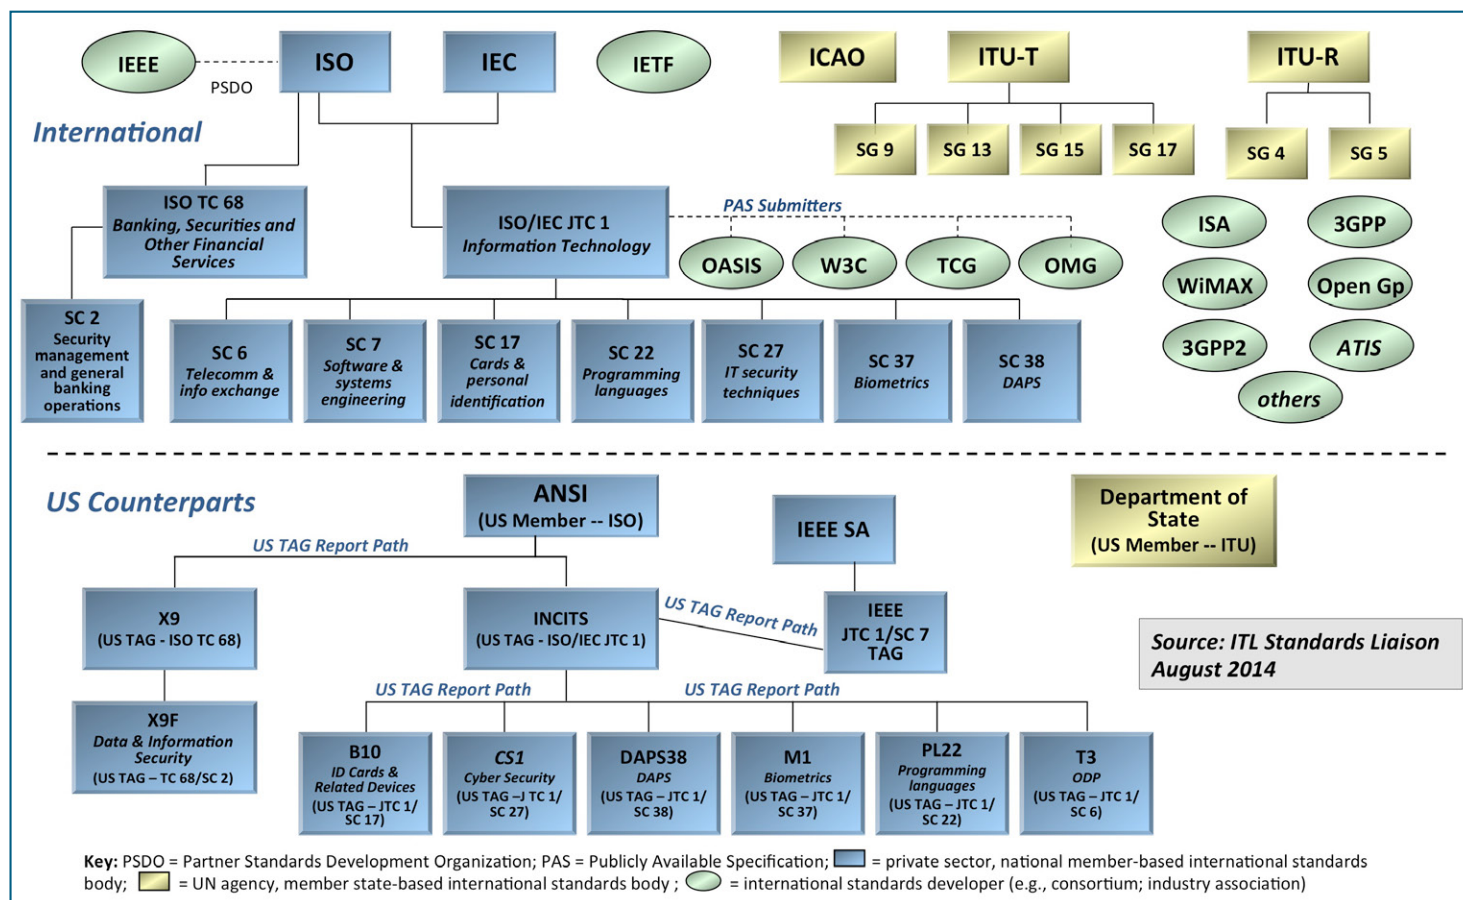 IEEE
PSDO
ISO
IEC
IETF
ICAO
ITU-T
ITU-R
International
SG 9
SG 13
SG 15
SG 17
SG 4
SG 5
ISO TC 68
Banking, Securities and
Other Financial
Services
ISO/IEC JTC 1
Information Technology
PAS Submitters
OASIS
W3C
TCG
OMG
ISA
3GPP
WiMAX
Open Gp
3GPP2
ATIS
others
SC 2
Security
management
and general
banking
operations
SC 6
Telecomm &
info exchange
SC 7
Software &
systems
engineering
SC 17
Cards &
personal
identification
SC 22
Programming
languages
SC 27
IT security
techniques
SC 37
Biometrics
SC 38
DAPS
US Counterparts
ANSI
(US Member -- ISO)
IEEE SA
Department of
State
(US Member -- ITU)
US TAG Report Path
X9
(US TAG - ISO TC 68)
INCITS
(US TAG - ISO/IEC JTC 1)
US TAG Report Path
IEEE
JTC 1/SC 7
TAG
Source: ITL Standards Liaison
August 2014
US TAG Report Path
US TAG Report Path
X9F
Data & Information
Security
(US TAG – TC 68/SC 2)
B10
ID Cards &
Related Devices
(US TAG – JTC 1/
SC 17)
CS1
Cyber Security
(US TAG –J TC 1/
SC 27)
DAPS38
DAPS
(US TAG – JTC 1/
SC 38)
M1
Biometrics
(US TAG – JTC 1/
SC 37)
PL22
Programming
languages
(US TAG – JTC 1/
SC 22)
T3
ODP
(US TAG – JTC 1/
SC 6)
Key: PSDO = Partner Standards Development Organization; PAS = Publicly Available Specification; = private sector, national member-based international standards
body; = UN agency, member state-based international standards body ; = international standards developer (e.g., consortium; industry association)